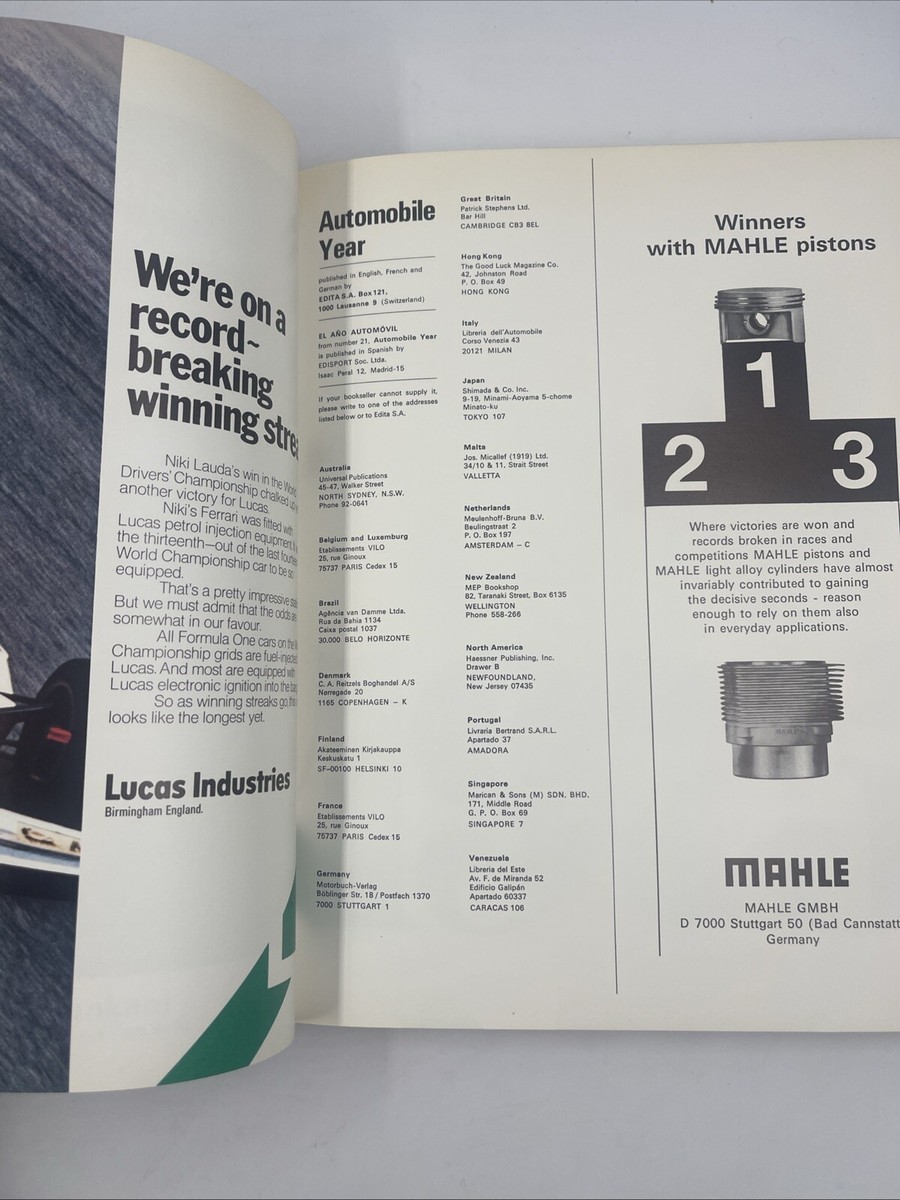 We're on a
record-
breaking
winning
Niki Lauda's win in the World
Drivers' Championship chalked up
another victory for Lucas.
Niki's Ferrari was fitted with
Lucas petrol injection equipment
the thirteenth—out of the last
World Championship car to be so
equipped.
That's a pretty impressive
But we must admit that the odds
somewhat in our favour.
All Formula One cars on the
Championship grids are
Lucas. And most are equipped with
Lucas electronic ignition into the
So as winning streaks go,
looks like the longest yet.
Lucas Industries
Birmingham England.
Automobile
Year
published in English, French and
German by
EDITA S.A. Box 121,
1000 Lausanne 9 (Switzerland)
EL AÑO AUTOMÓVIL
from number 21, Automobile Year
is published in Spanish by
EDISPORT Soc. Ltda.
Isaac Peral 12, Madrid-15
If your bookseller cannot supply it,
please write to one of the addresses
listed below or to Edita S.A.
Australia
Universal Publications
45-47, Walker Street
NORTH SYDNEY, N.S.W.
Phone 92-0641
Belgium and Luxemburg
Etablissements VILO
25, rue Ginoux
75737 PARIS Cedex 15
Brazil
Agência van Damme Ltda.
Rua da Bahia 1134
Caixa postal 1037
30.000 BELO HORIZONTE
Denmark
C. A. Reitzels Boghandel A/S
Nørregade 20
1165 COPENHAGEN – K
Finland
Akateeminen Kirjakauppa
Keskuskatu 1
SF-00100 HELSINKI 10
France
Etablissements VILO
25, rue Ginoux
75737 PARIS Cedex 15
Germany
Motorbuch-Verlag
Böblinger Str. 18 / Postfach 1370
7000 STUTTGART 1
Great Britain
Patrick Stephens Ltd.
Bar Hill
CAMBRIDGE CB3 8EL
Hong Kong
The Good Luck Magazine Co.
42, Johnston Road
P. O. Box 49
HONG KONG
Italy
Libreria dell'Automobile
Corso Venezia 43
20121 MILAN
Japan
Shimada & Co. Inc.
9-19, Minami-Aoyama 5-chome
Minato-ku
TOKYO 107
Malta
Jos. Micallef (1919) Ltd.
34/10 & 11, Strait Street
VALLETTA
Netherlands
Meulenhoff-Bruna B.V.
Beulingstraat 2
P. O. Box 197
AMSTERDAM – C
New Zealand
MEP Bookshop
82, Taranaki Street, Box 6135
WELLINGTON
Phone 558-266
North America
Haessner Publishing, Inc.
Drawer B
NEWFOUNDLAND,
New Jersey 07435
Portugal
Livraria Bertrand S.A.R.L.
Apartado 37
AMADORA
Singapore
Marican & Sons (M) SDN. BHD.
171, Middle Road
G. P. O. Box 69
SINGAPORE 7
Venezuela
Libreria del Este
Av. F. de Miranda 52
Edificio Galipán
Apartado 60337
CARACAS 106
Winners
with MAHLE pistons
1
2 3
Where victories are won and
records broken in races and
competitions MAHLE pistons and
MAHLE light alloy cylinders have almost
invariably contributed to gaining
the decisive seconds - reason
enough to rely on them also
in everyday applications.
MAHLE
MAHLE
MAHLE GMBH
D 7000 Stuttgart 50 (Bad Cannstatt
Germany